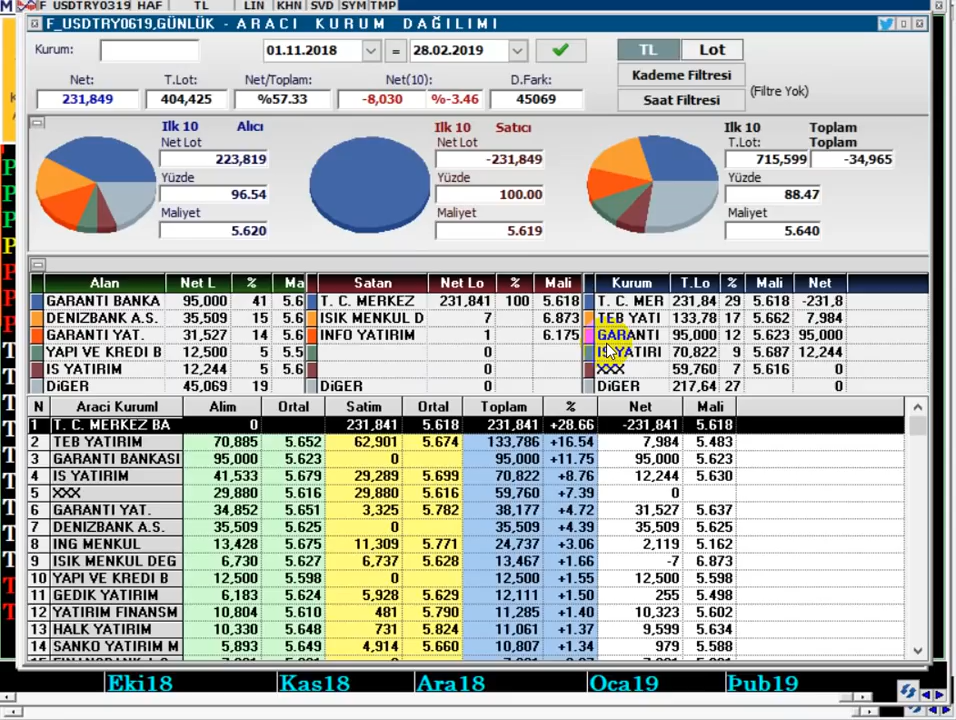 M F_USDTRY0319 HAF TL LIN KHN SVD SYM TMP
F_USDTRY0619,GÜNLÜK - ARACI KURUM DAĞILIMI
Kurum: 01.11.2018 = 28.02.2019 TL Lot
Kademe Filtresi
Net: T.Lot: Net/Toplam: Net(10): D.Fark:
231,849 404,425 %57.33 -8,030 %-3.46 45069 Saat Filtresi (Filtre Yok)
Ilk 10 Alıcı Ilk 10 Satıcı Ilk 10 Toplam
Net Lot Net Lot T.Lot: Toplam
223,819 -231,849 715,599 -34,965
Yüzde Yüzde Yüzde
96.54 100.00 88.47
Maliyet Maliyet Maliyet
5.620 5.619 5.640
Alan Net L % Ma Satan Net Lo % Mali Kurum T.Lo % Mali Net
GARANTI BANKA 95,000 41 5.6 T. C. MERKEZ 231,841 100 5.618 T. C. MER 231,84 29 5.618 -231,8
DENIZBANK A.S. 35,509 15 5.6 ISIK MENKUL D 7 6.873 TEB YATI 133,78 17 5.662 7,984
GARANTI YAT. 31,527 14 5.6 INFO YATIRIM 1 6.175 GARANTI 95,000 12 5.623 95,000
YAPI VE KREDI B 12,500 5 5.5 0 IS YATIRI 70,822 9 5.687 12,244
IS YATIRIM 12,244 5 5.6 0 XXX 59,760 7 5.616 0
DiGER 45,069 19 DiGER 0 0 DiGER 217,64 27 0
N Araci Kuruml Alim Ortal Satim Ortal Toplam % Net Mali
1 T. C. MERKEZ BA 0 231,841 5.618 231,841 +28.66 -231,841 5.618
2 TEB YATIRIM 70,885 5.652 62,901 5.674 133,786 +16.54 7,984 5.483
3 GARANTI BANKASI 95,000 5.623 0 95,000 +11.75 95,000 5.623
4 IS YATIRIM 41,533 5.679 29,289 5.699 70,822 +8.76 12,244 5.630
5 XXX 29,880 5.616 29,880 5.616 59,760 +7.39 0
6 GARANTI YAT. 34,852 5.651 3,325 5.782 38,177 +4.72 31,527 5.637
7 DENIZBANK A.S. 35,509 5.625 0 35,509 +4.39 35,509 5.625
8 ING MENKUL 13,428 5.675 11,309 5.771 24,737 +3.06 2,119 5.162
9 ISIK MENKUL DEG 6,730 5.627 6,737 5.628 13,467 +1.66 -7 6.873
10 YAPI VE KREDI B 12,500 5.598 0 12,500 +1.55 12,500 5.598
11 GEDIK YATIRIM 6,183 5.624 5,928 5.629 12,111 +1.50 255 5.498
12 YATIRIM FINANSM 10,804 5.610 481 5.790 11,285 +1.40 10,323 5.602
13 HALK YATIRIM 10,330 5.648 731 5.824 11,061 +1.37 9,599 5.634
14 SANKO YATIRIM M 5,893 5.649 4,914 5.660 10,807 +1.34 979 5.588
Eki18 Kas18 Ara18 Oca19 Þub19